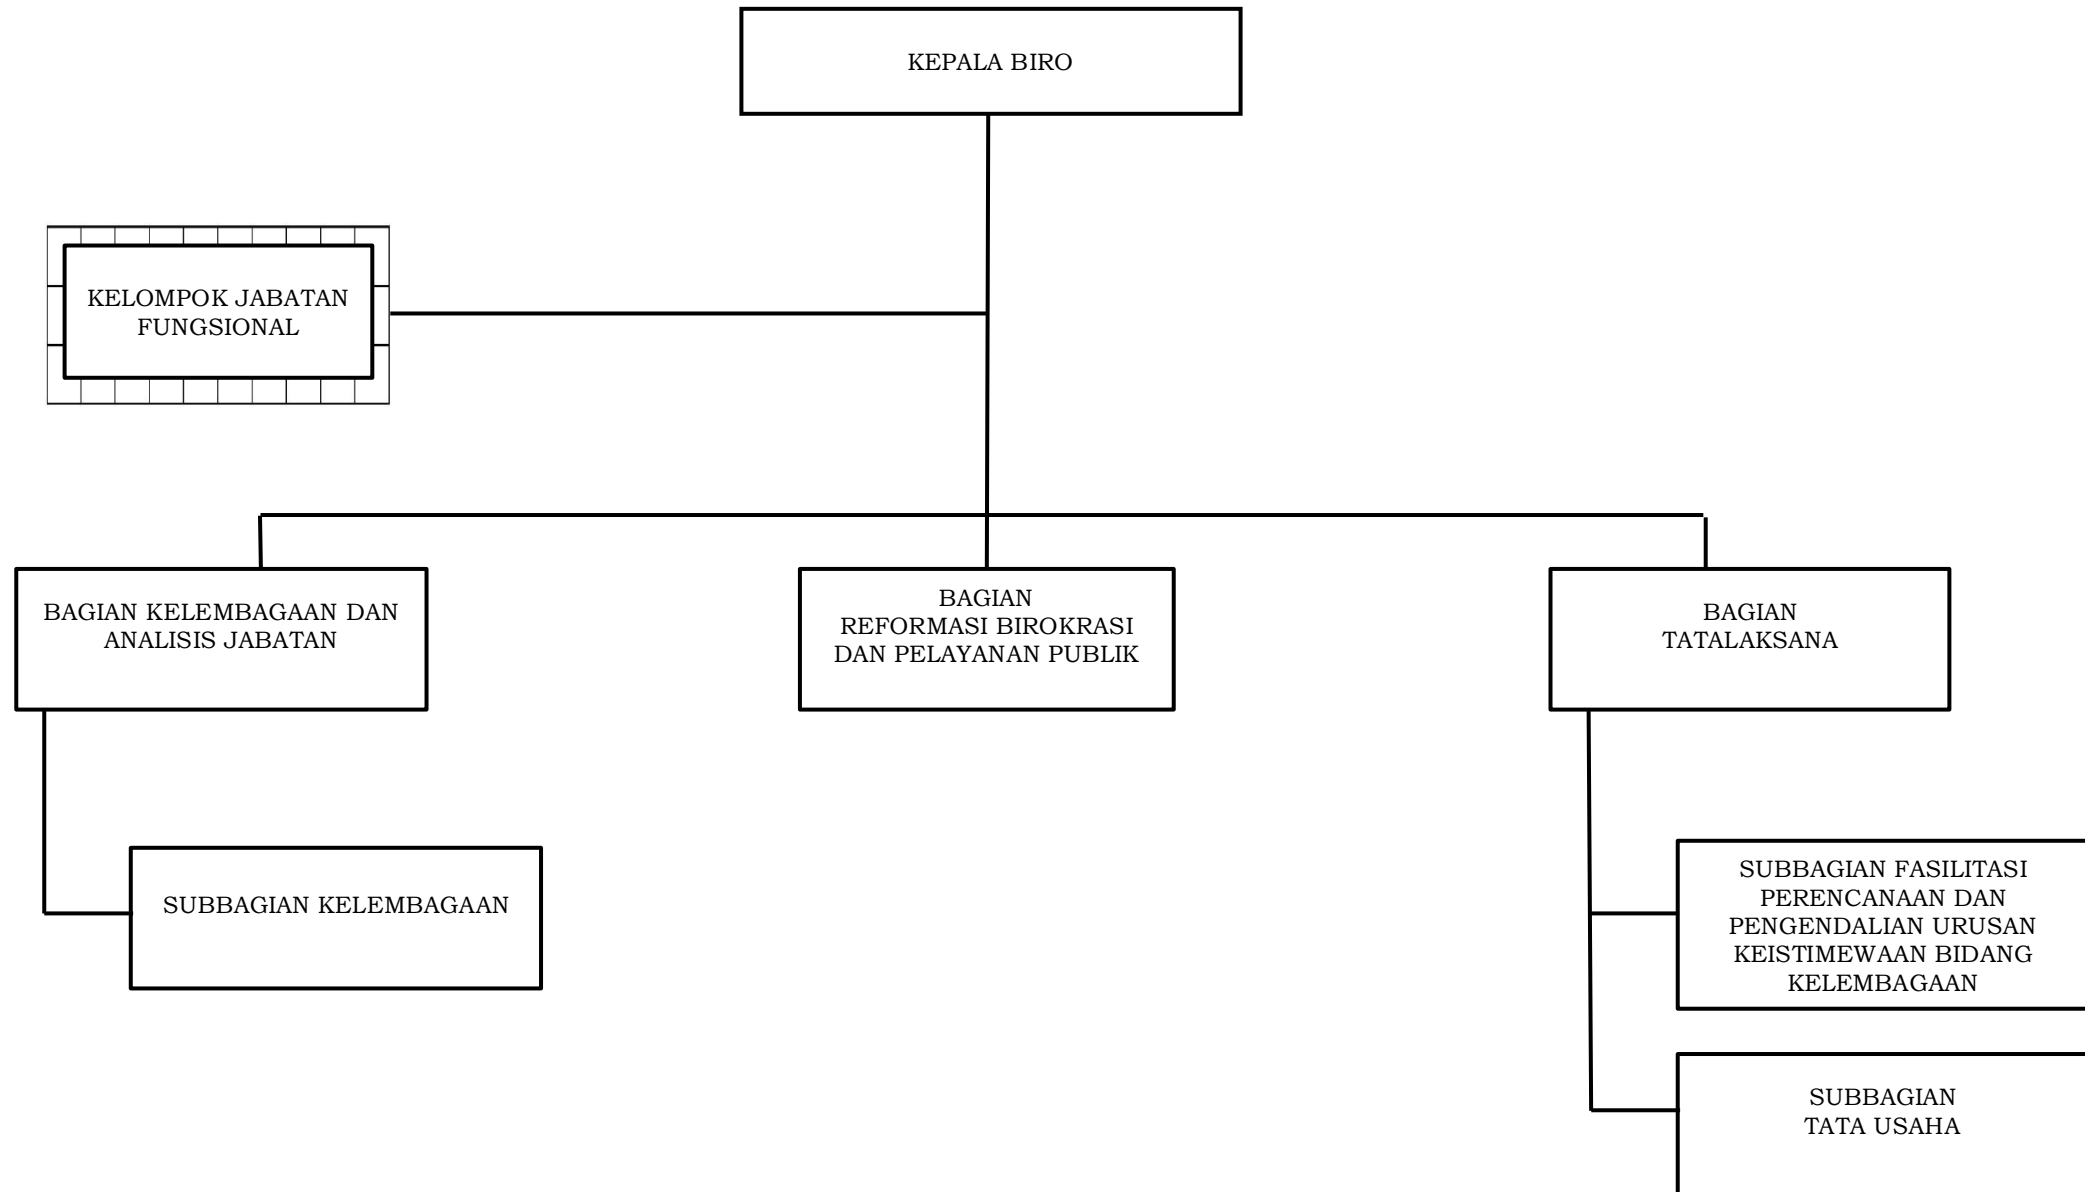 KEPALA BIRO
KELOMPOK JABATAN
FUNGSIONAL
BAGIAN KELEMBAGAAN DAN
ANALISIS JABATAN
BAGIAN
REFORMASI BIROKRASI
DAN PELAYANAN PUBLIK
BAGIAN
TATALAKSANA
SUBBAGIAN KELEMBAGAAN
SUBBAGIAN FASILITASI
PERENCANAAN DAN
PENGENDALIAN URUSAN
KEISTIMEWAAN BIDANG
KELEMBAGAAN
SUBBAGIAN
TATA USAHA